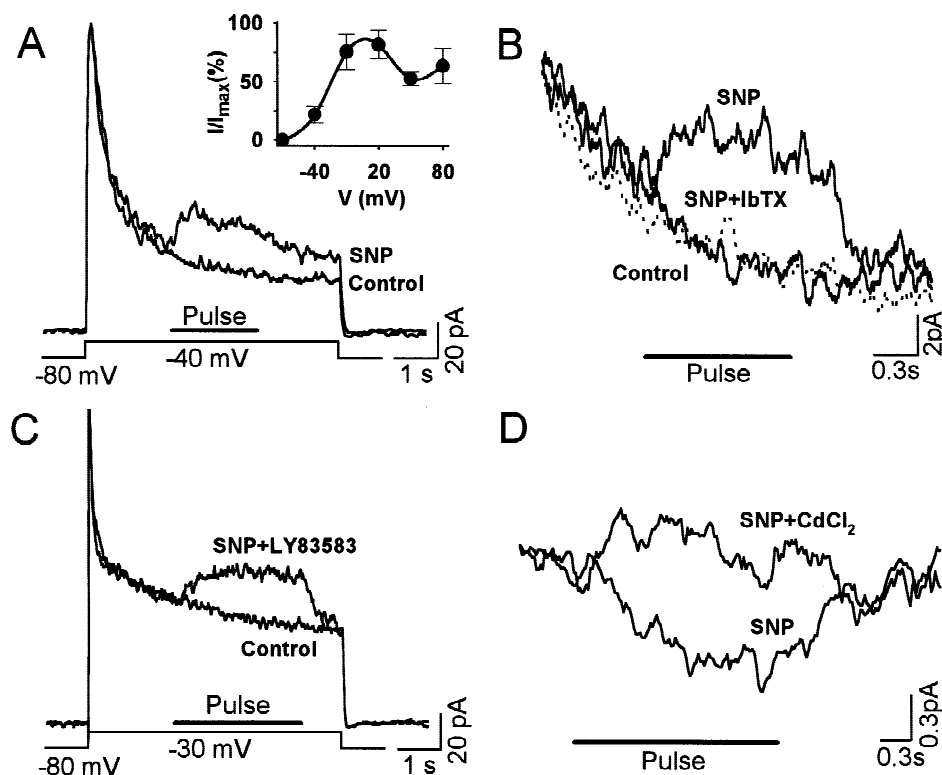 A
100
50
0
I/Imax(%)
-40 20 80
V (mV)
SNP
Control
Pulse
-80 mV
-40 mV
20 pA
1 s
B
SNP
SNP+IbTX
Control
Pulse
2pA
0.3s
C
SNP+LY83583
Control
Pulse
-80 mV
-30 mV
20 pA
1 s
D
SNP+CdCl2
SNP
Pulse
0.3pA
0.3s